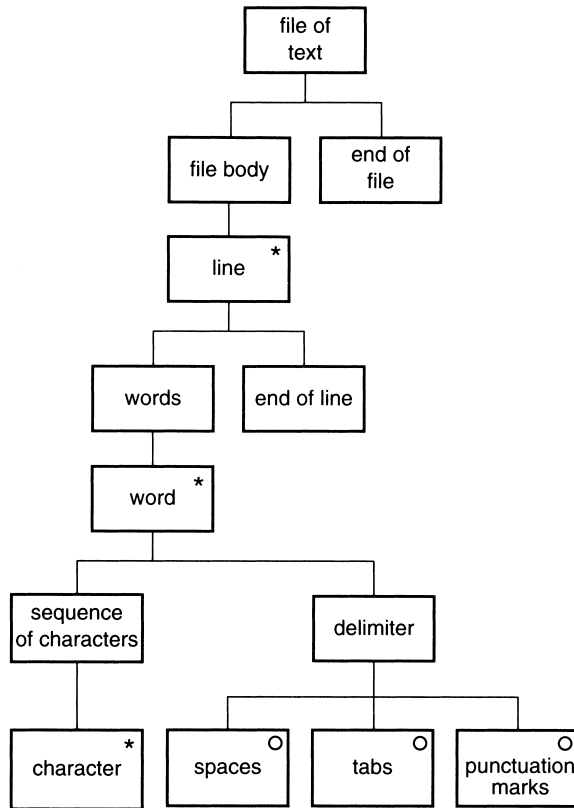 file of
text
file body
end of
file
line *
words
end of line
word *
sequence
of characters
delimiter
character *
spaces O
tabs O
punctuation O
marks